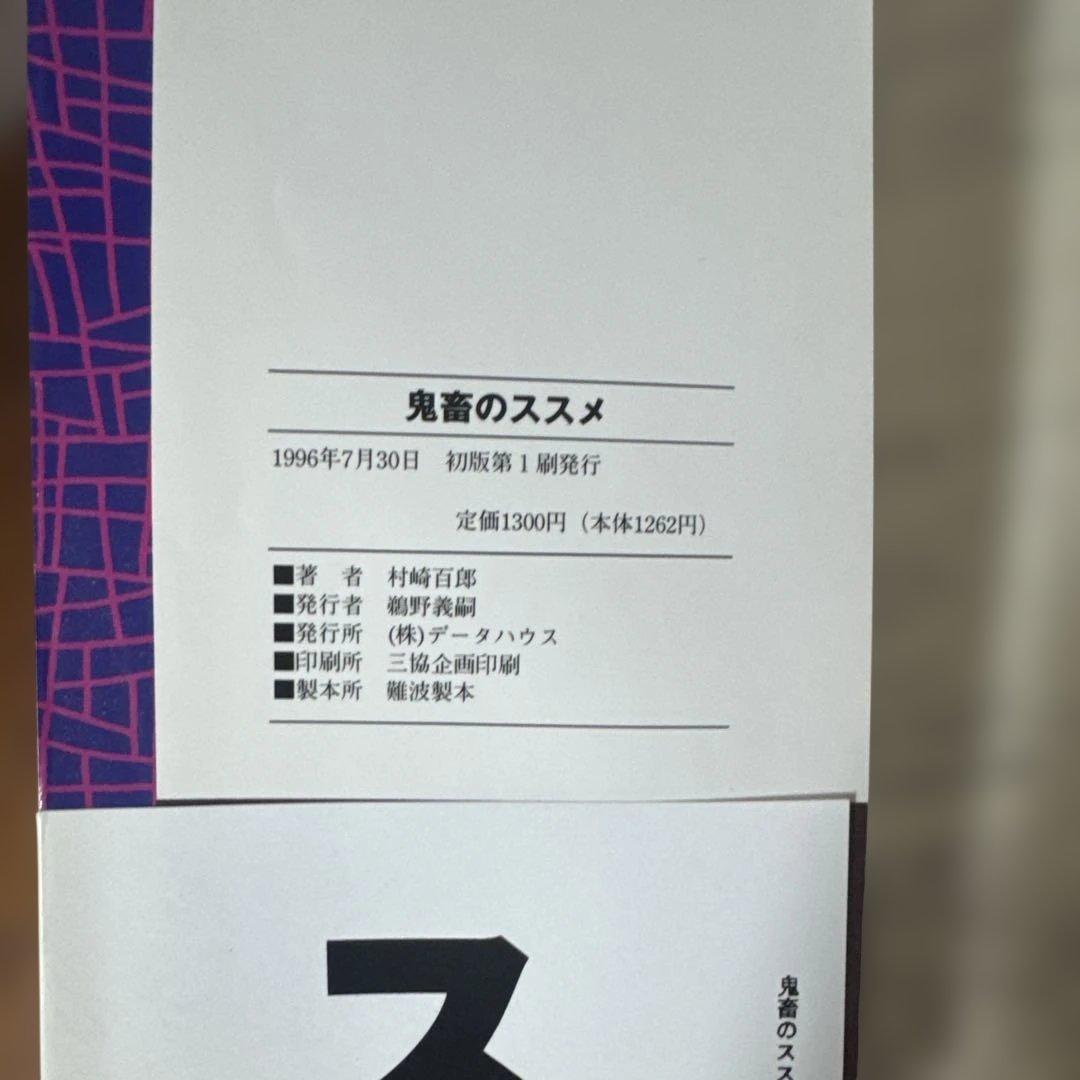 鬼畜のススメ
1996年7月30日　初版第1刷発行
定価1300円（本体1262円）
■著　者　村崎百郎
■発行者　鵜野義嗣
■発行所　(株)データハウス
■印刷所　三協企画印刷
■製本所　難波製本
ス
鬼畜のスス